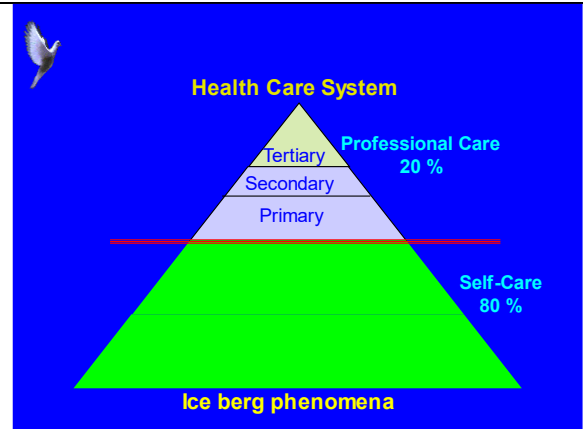 Health Care System
Tertiary
Professional Care
20 %
Secondary
Primary
Self-Care
80 %
Ice berg phenomena